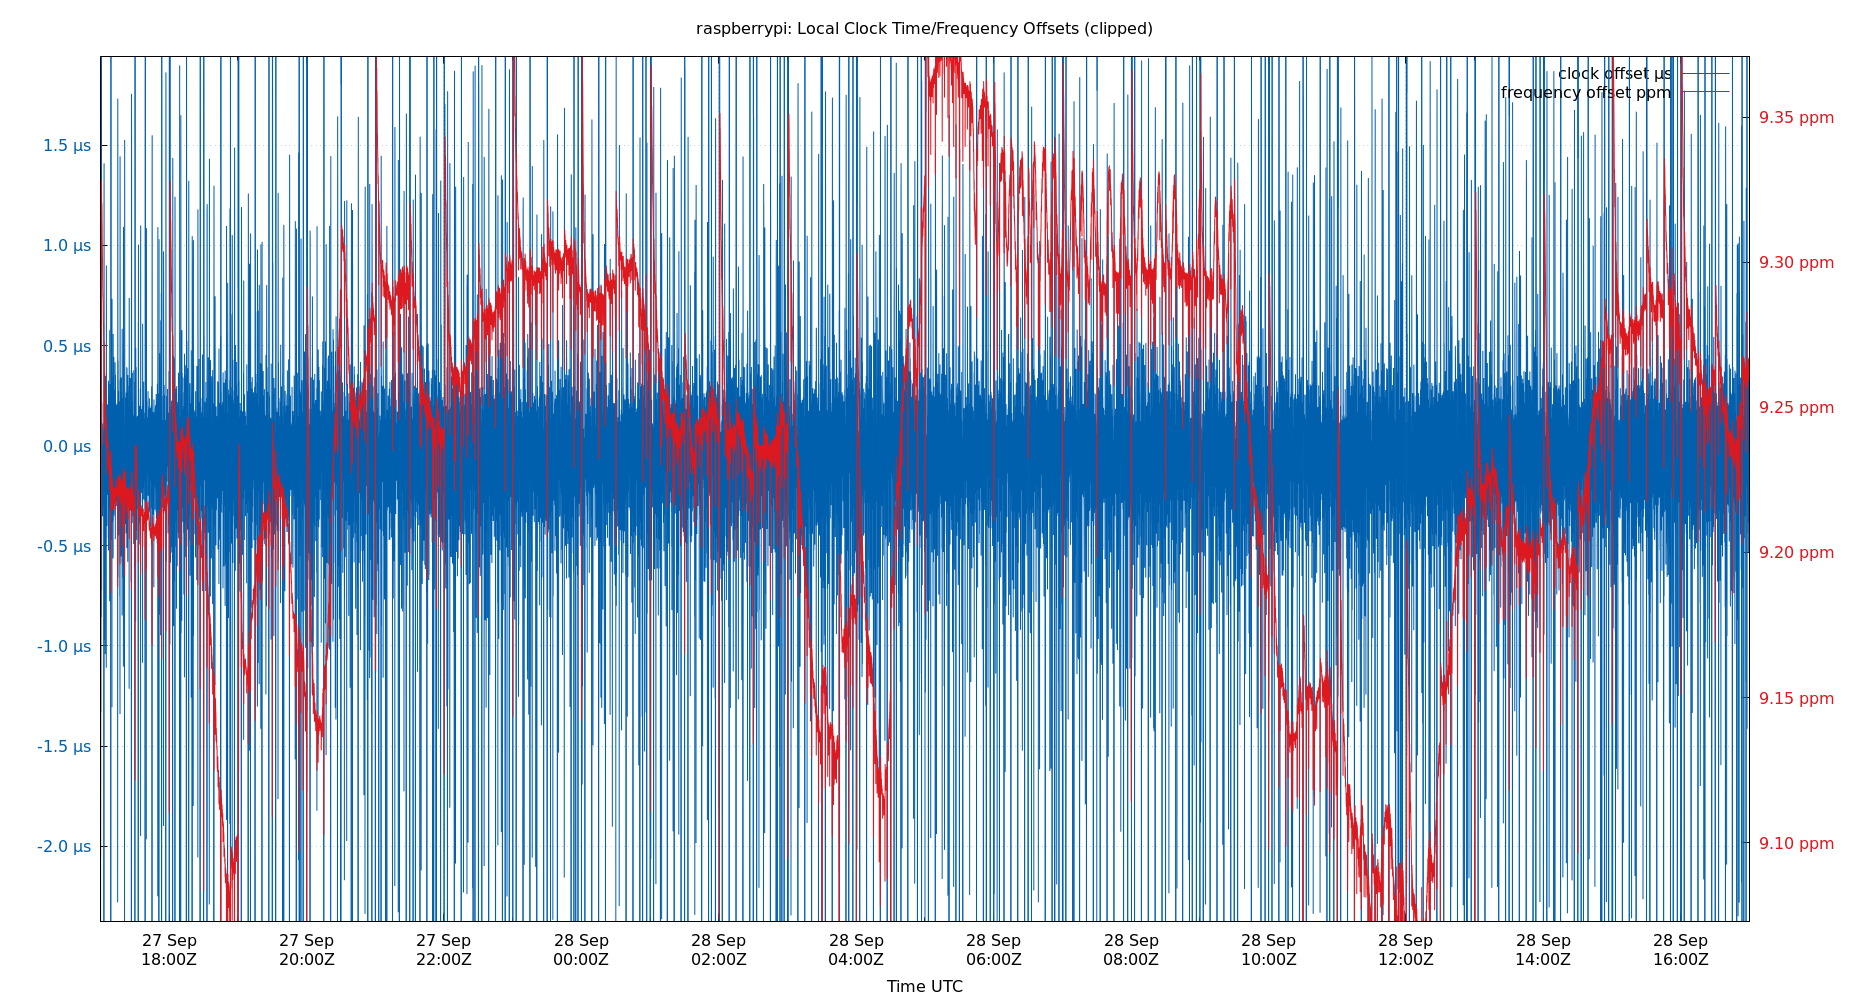 raspberrypi: Local Clock Time/Frequency Offsets (clipped)
clock offset µs
frequency offset ppm
1.5 µs
1.0 µs
0.5 µs
0.0 µs
-0.5 µs
-1.0 µs
-1.5 µs
-2.0 µs
9.35 ppm
9.30 ppm
9.25 ppm
9.20 ppm
9.15 ppm
9.10 ppm
27 Sep 27 Sep 27 Sep 28 Sep 28 Sep 28 Sep 28 Sep 28 Sep 28 Sep 28 Sep 28 Sep 28 Sep
18:00Z 20:00Z 22:00Z 00:00Z 02:00Z 04:00Z 06:00Z 08:00Z 10:00Z 12:00Z 14:00Z 16:00Z
Time UTC